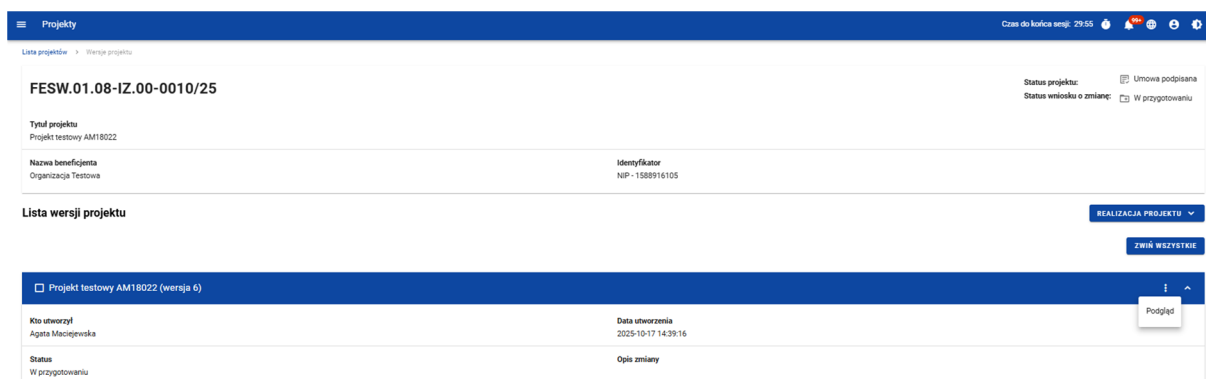 Projekty
Czas do końca sesji: 29:55
99+
Lista projektów > Wersje projektu
FESW.01.08-IZ.00-0010/25
Status projektu: Umowa podpisana
Status wniosku o zmianę: W przygotowaniu
Tytuł projektu
Projekt testowy AM18022
Nazwa beneficjenta
Organizacja Testowa
Identyfikator
NIP - 1588916105
Lista wersji projektu
REALIZACJA PROJEKTU
ZWIŃ WSZYSTKIE
Projekt testowy AM18022 (wersja 6)
Podgląd
Kto utworzył
Agata Maciejewska
Data utworzenia
2025-10-17 14:39:16
Status
W przygotowaniu
Opis zmiany